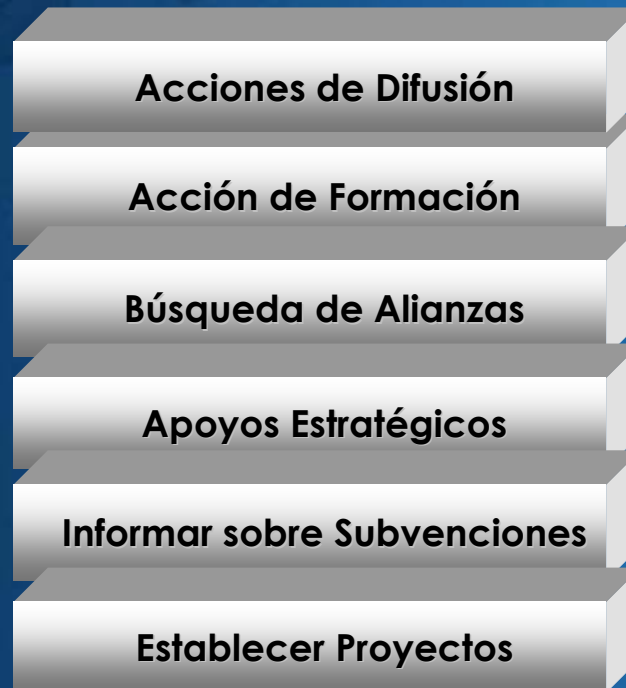 Acciones de Difusión
Acción de Formación
Búsqueda de Alianzas
Apoyos Estratégicos
Informar sobre Subvenciones
Establecer Proyectos